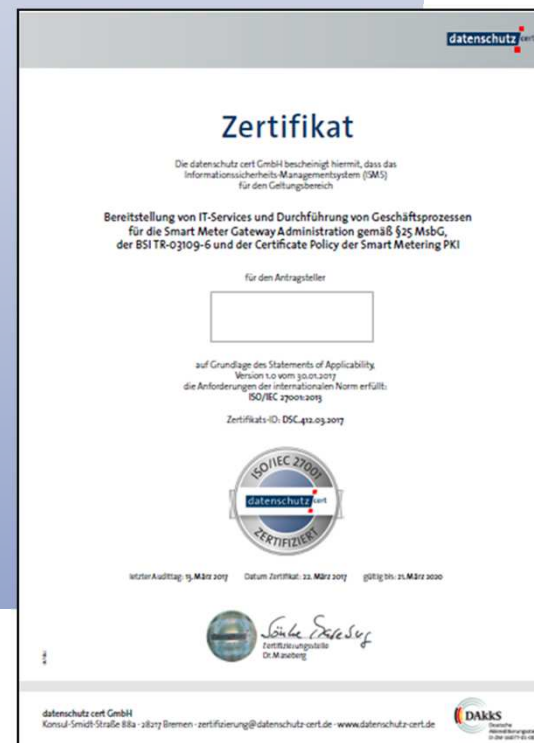 datenschutz cert
Zertifikat
Die datenschutz cert GmbH bescheinigt hiermit, dass das
Informationssicherheits-Managementsystem (ISMS)
für den Geltungsbereich
Bereitstellung von IT-Services und Durchführung von Geschäftsprozessen
für die Smart Meter Gateway Administration gemäß §25 MsbG,
der BSI TR-03109-6 und der Certificate Policy der Smart Metering PKI
für den Antragsteller
auf Grundlage des Statements of Applicability,
Version 1.0 vom 30.01.2017
die Anforderungen der internationalen Norm erfüllt:
ISO/IEC 27001:2013
Zertifikats-ID: DSC.412.03.2017
ISO/IEC 27001
datenschutz cert
ZERTIFIZIERT
letzter Audittag: 15. März 2017 Datum Zertifikat: 22. März 2017 gültig bis: 21. März 2020
Zertifizierungsstelle
Dr. Maseberg
datenschutz cert GmbH
Konsul-Smidt-Straße 88a · 28217 Bremen · zertifizierung@datenschutz-cert.de · www.datenschutz-cert.de
DAkkS
Deutsche
Akkreditierungsstelle